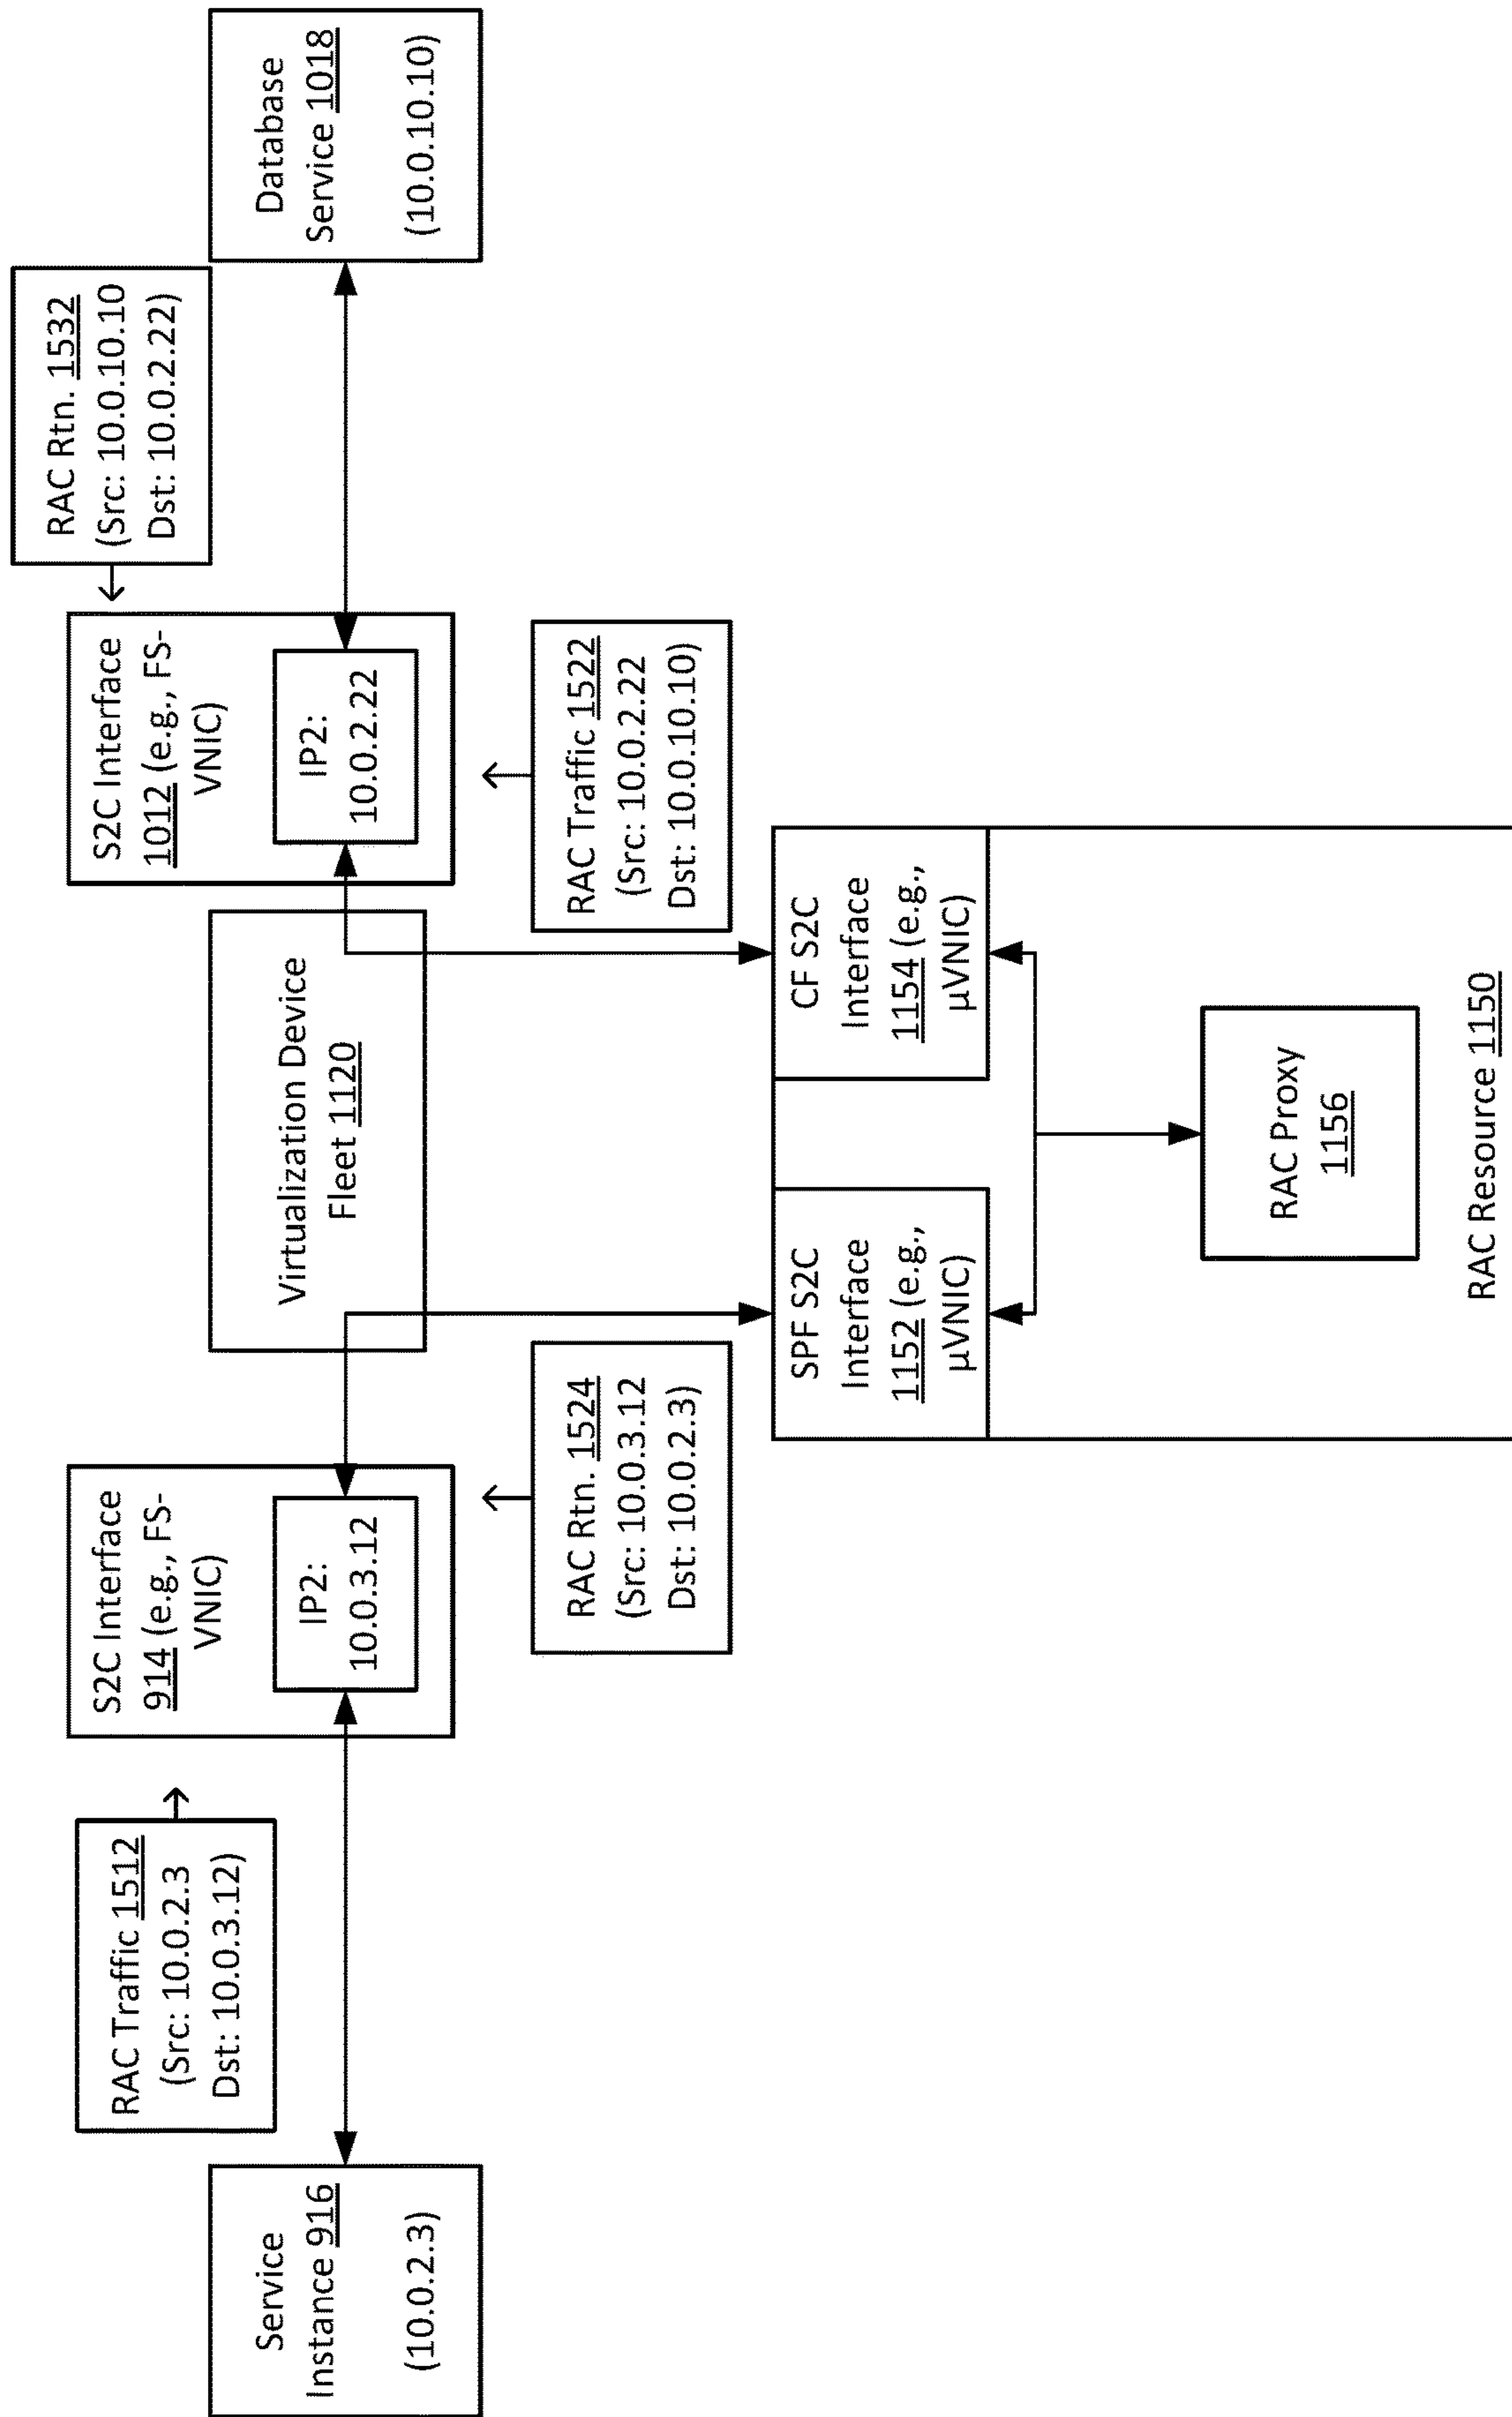 RAC Traffic 1512
(Src: 10.0.2.3
Dst: 10.0.3.12)
Service
Instance 916
(10.0.2.3)
S2C Interface
914 (e.g., FS-
VNIC)
IP2:
10.0.3.12
RAC Rtn. 1524
(Src: 10.0.3.12
Dst: 10.0.2.3)
Virtualization Device
Fleet 1120
S2C Interface
1012 (e.g., FS-
VNIC)
IP2:
10.0.2.22
RAC Traffic 1522
(Src: 10.0.2.22
Dst: 10.0.10.10)
RAC Rtn. 1532
(Src: 10.0.10.10
Dst: 10.0.2.22)
Database
Service 1018
(10.0.10.10)
SPF S2C
Interface
1152 (e.g.,
μVNIC)
CF S2C
Interface
1154 (e.g.,
μVNIC)
RAC Proxy
1156
RAC Resource 1150